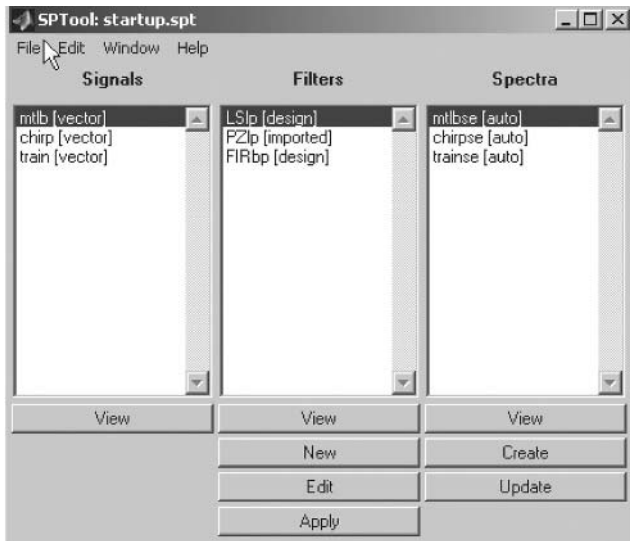 SPTool: startup.spt
File Edit Window Help
Signals Filters Spectra
mtlb [vector]
chirp [vector]
train [vector]
LSlp [design]
PZlp [imported]
FIRbp [design]
mtlbse [auto]
chirpse [auto]
trainse [auto]
View View View
New Create
Edit Update
Apply